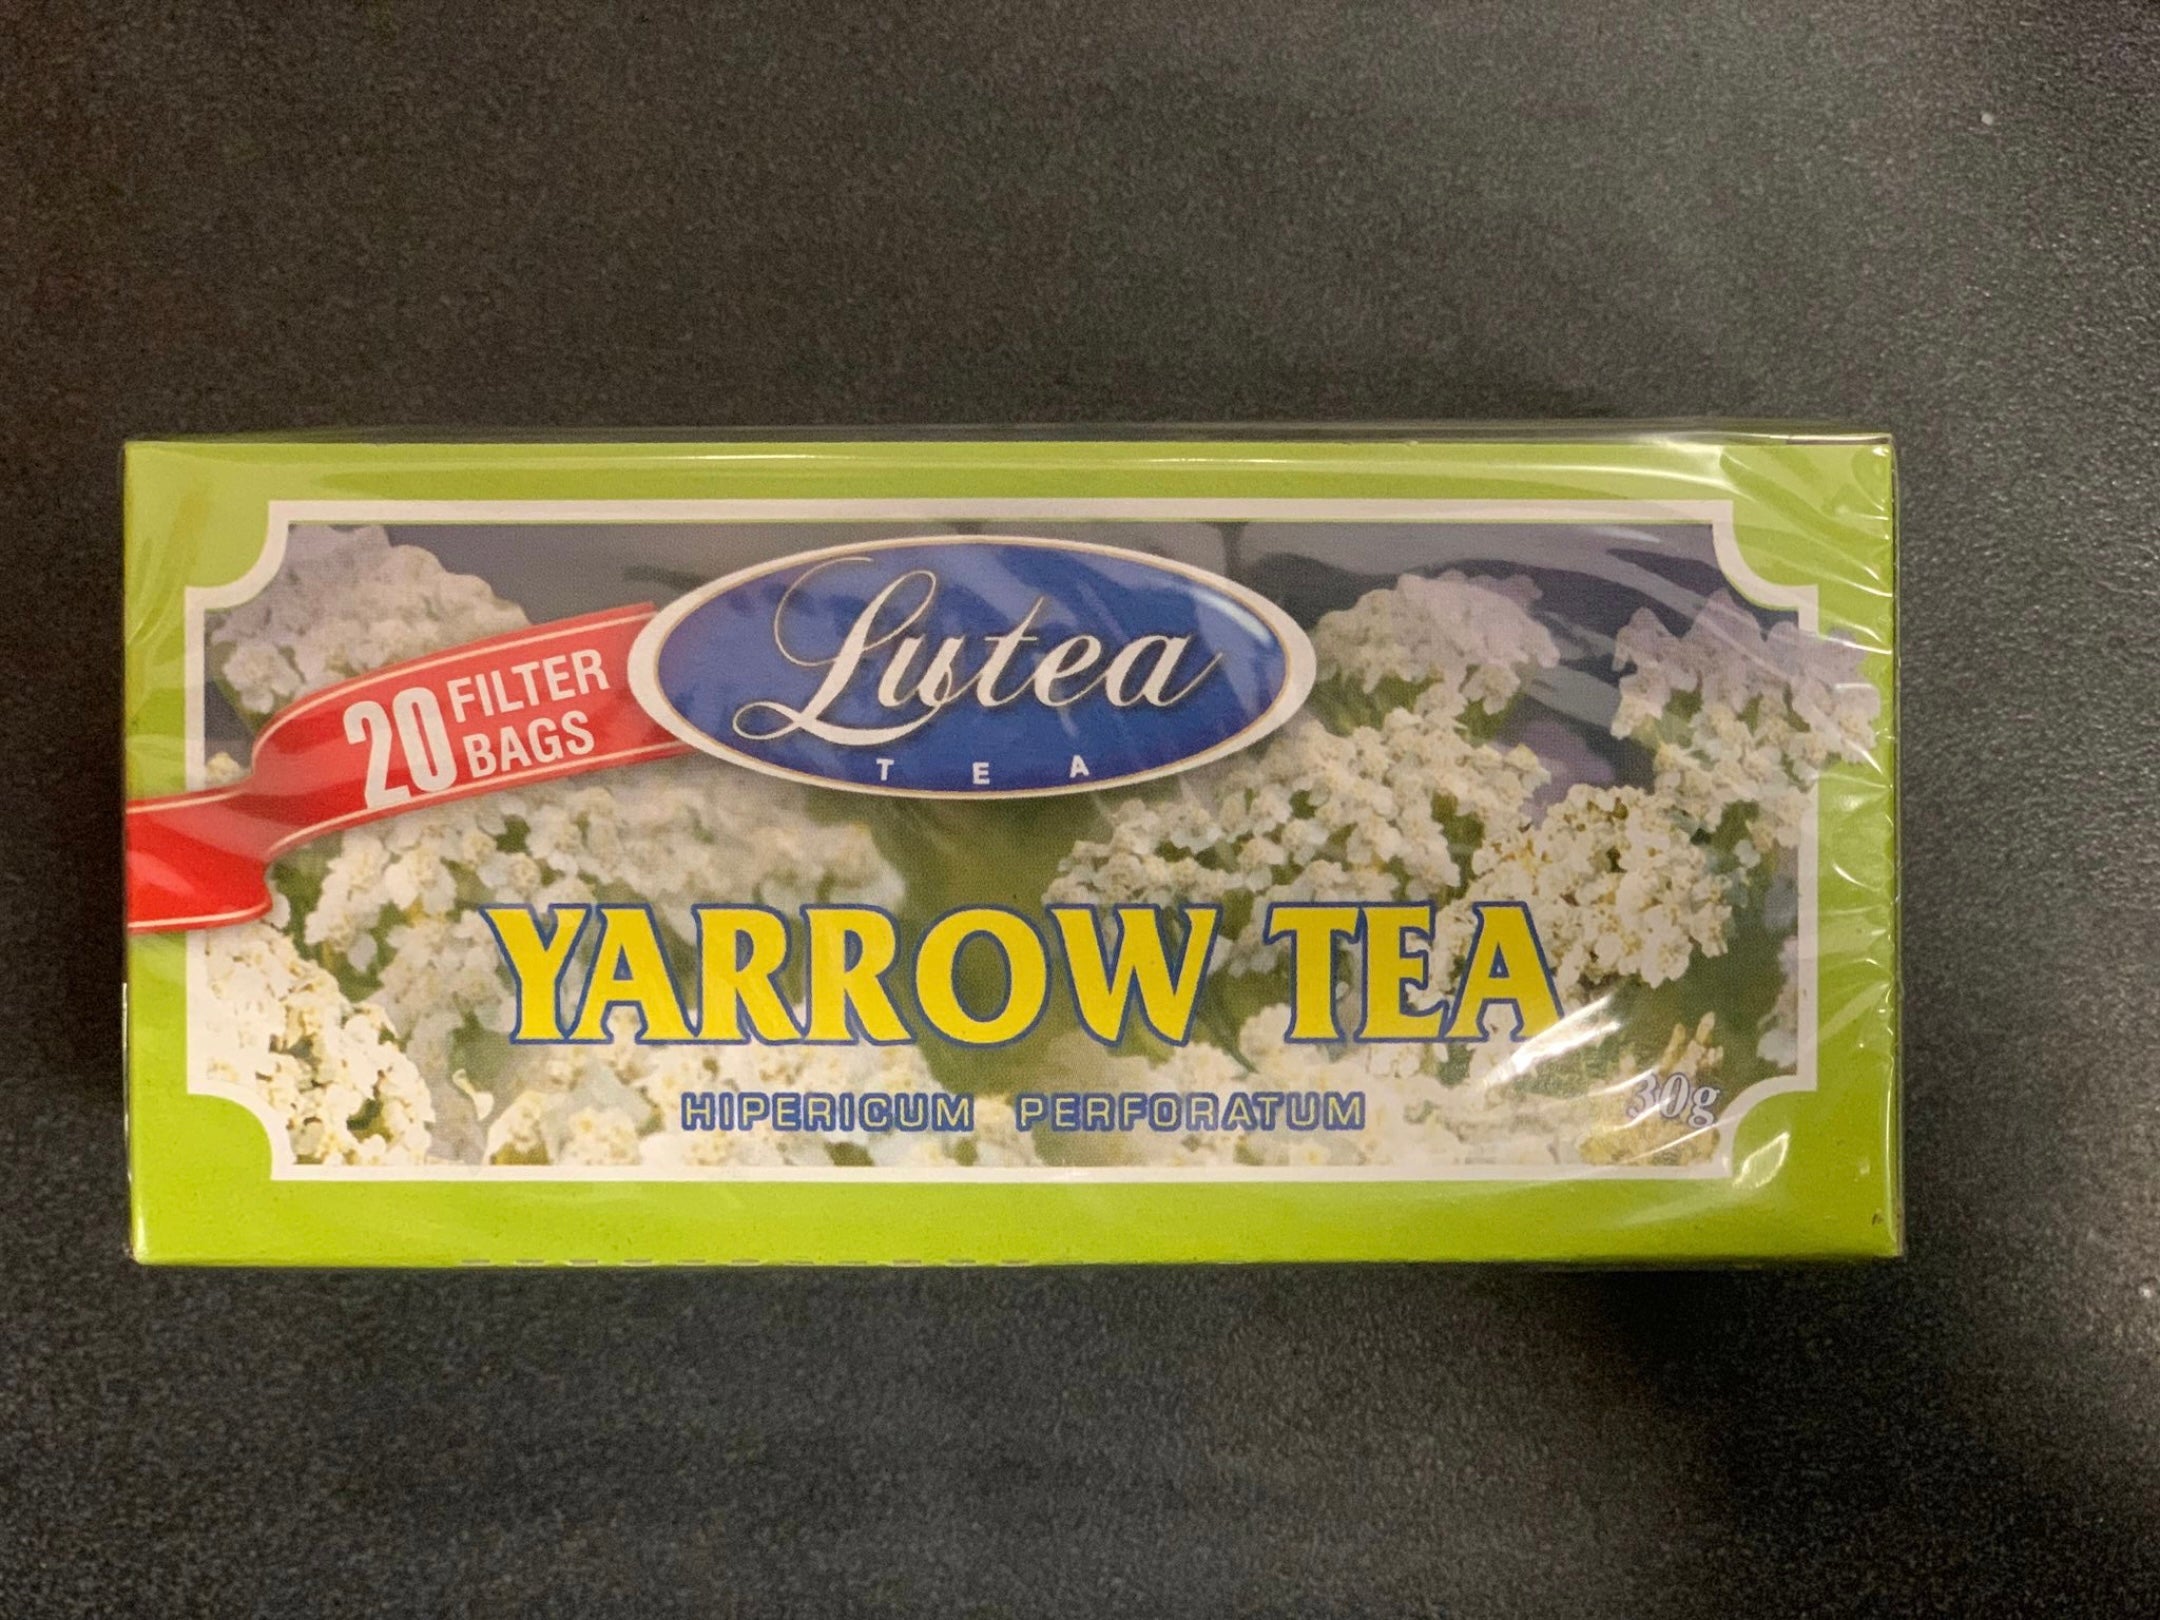 Lutea
TEA
20 FILTER
BAGS
YARROW TEA
HIPERICUM PERFORATUM
30g